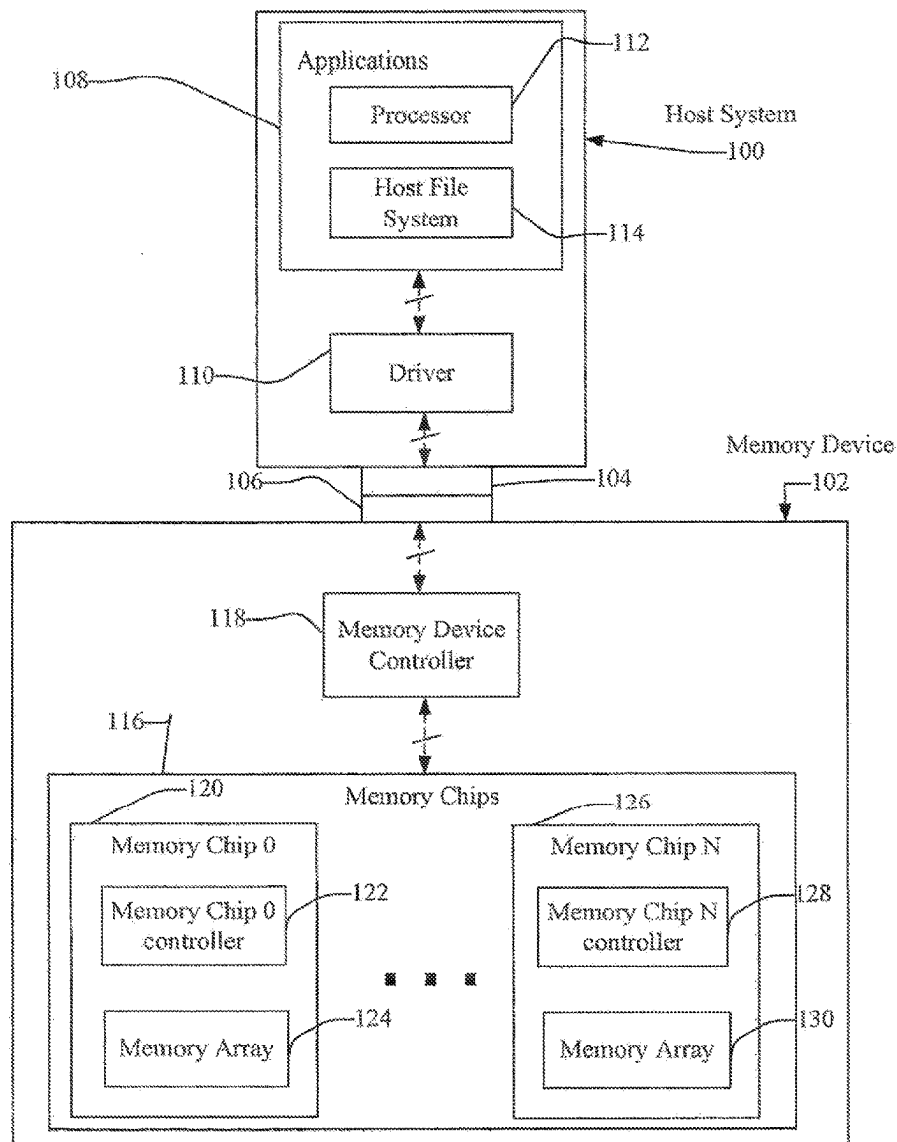 Applications
112
108
Processor
Host System
100
Host File
System
114
110
Driver
Memory Device
102
106
104
118
Memory Device
Controller
116
120
Memory Chips
126
Memory Chip 0
Memory Chip N
Memory Chip 0
controller
122
Memory Chip N
controller
128
Memory Array
124
Memory Array
130